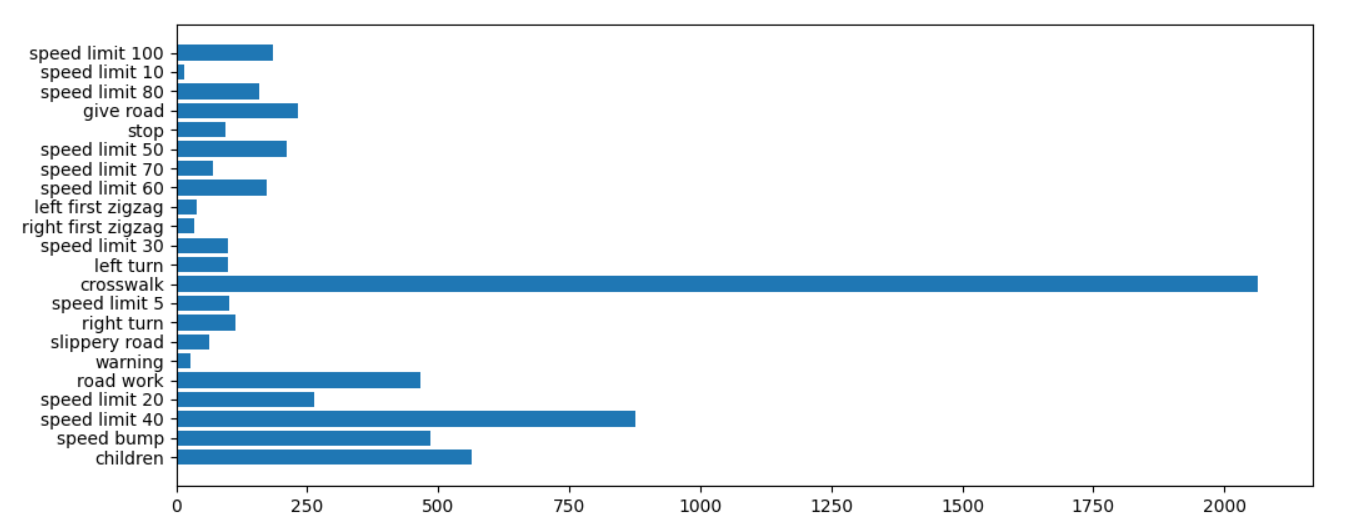 speed limit 100
speed limit 10
speed limit 80
give road
stop
speed limit 50
speed limit 70
speed limit 60
left first zigzag
right first zigzag
speed limit 30
left turn
crosswalk
speed limit 5
right turn
slippery road
warning
road work
speed limit 20
speed limit 40
speed bump
children
0 250 500 750 1000 1250 1500 1750 2000